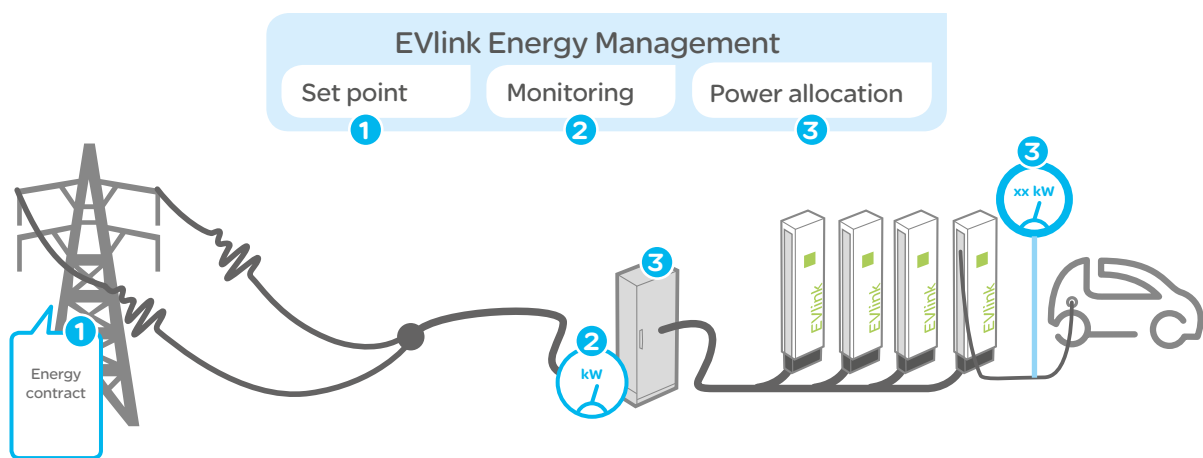 EVlink Energy Management
Set point
Monitoring
Power allocation
1
2
3
3
xx kW
3
EVlink
EVlink
EVlink
EVlink
1
Energy
contract
2
kW